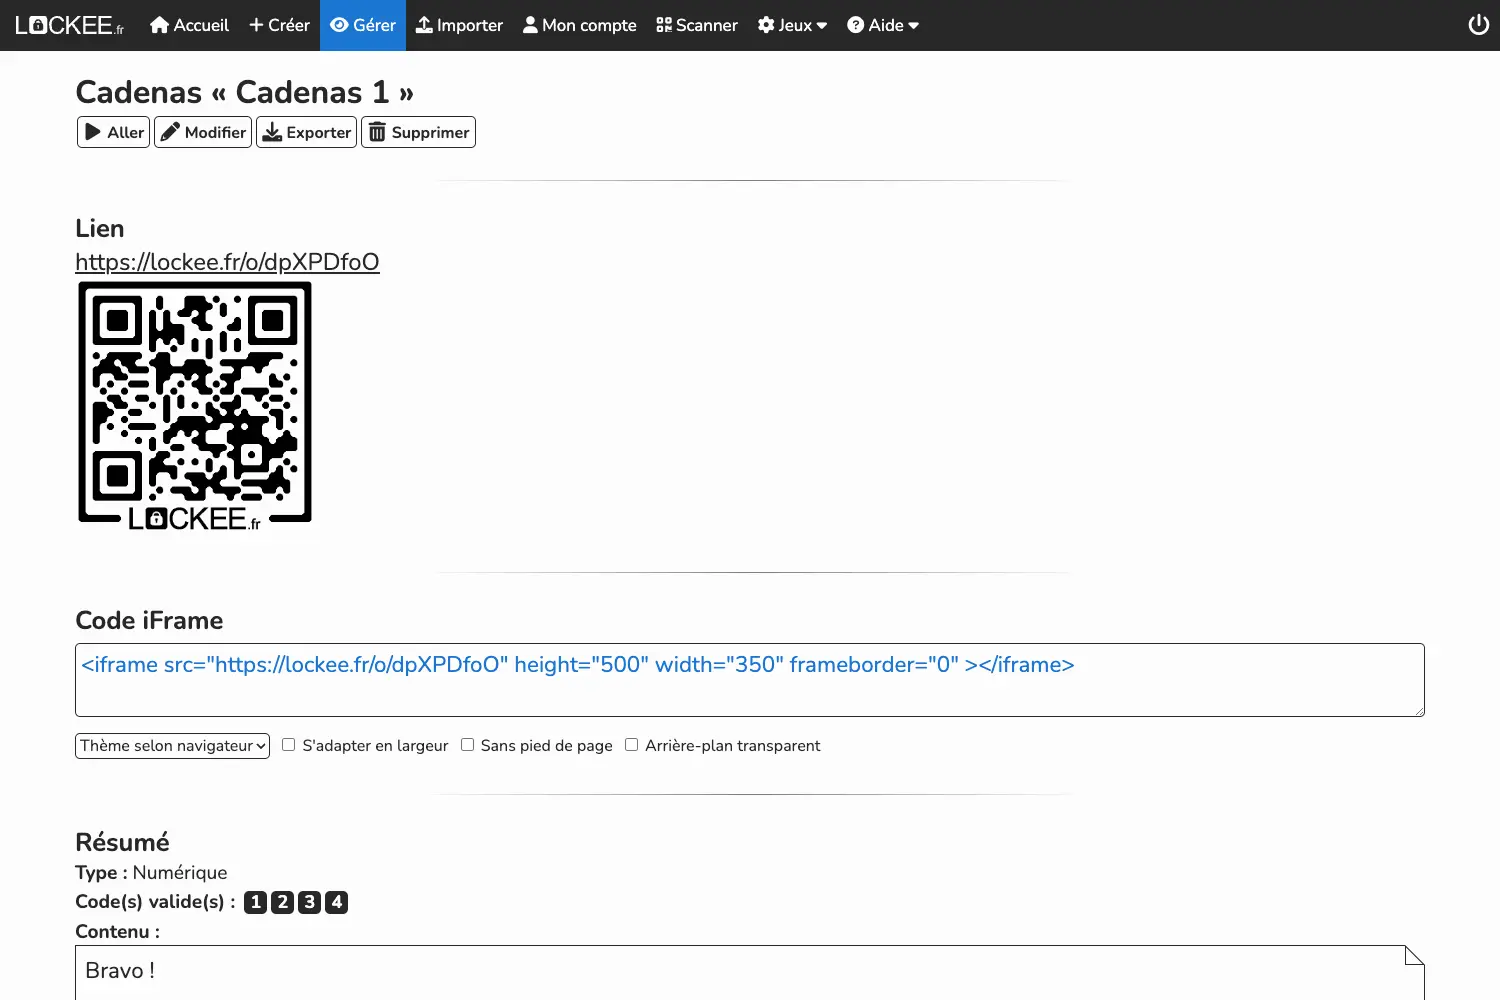 LOCKEE.fr Accueil Créer Gérer Importer Mon compte Scanner Jeux Aide
Cadenas « Cadenas 1 »
Aller Modifier Exporter Supprimer
Lien
https://lockee.fr/o/dpXPDfoO
LOCKEE.fr
Code iFrame
<iframe src="https://lockee.fr/o/dpXPDfoO" height="500" width="350" frameborder="0" ></iframe>
Thème selon navigateur S'adapter en largeur Sans pied de page Arrière-plan transparent
Résumé
Type : Numérique
Code(s) valide(s) : 1 2 3 4
Contenu :
Bravo !